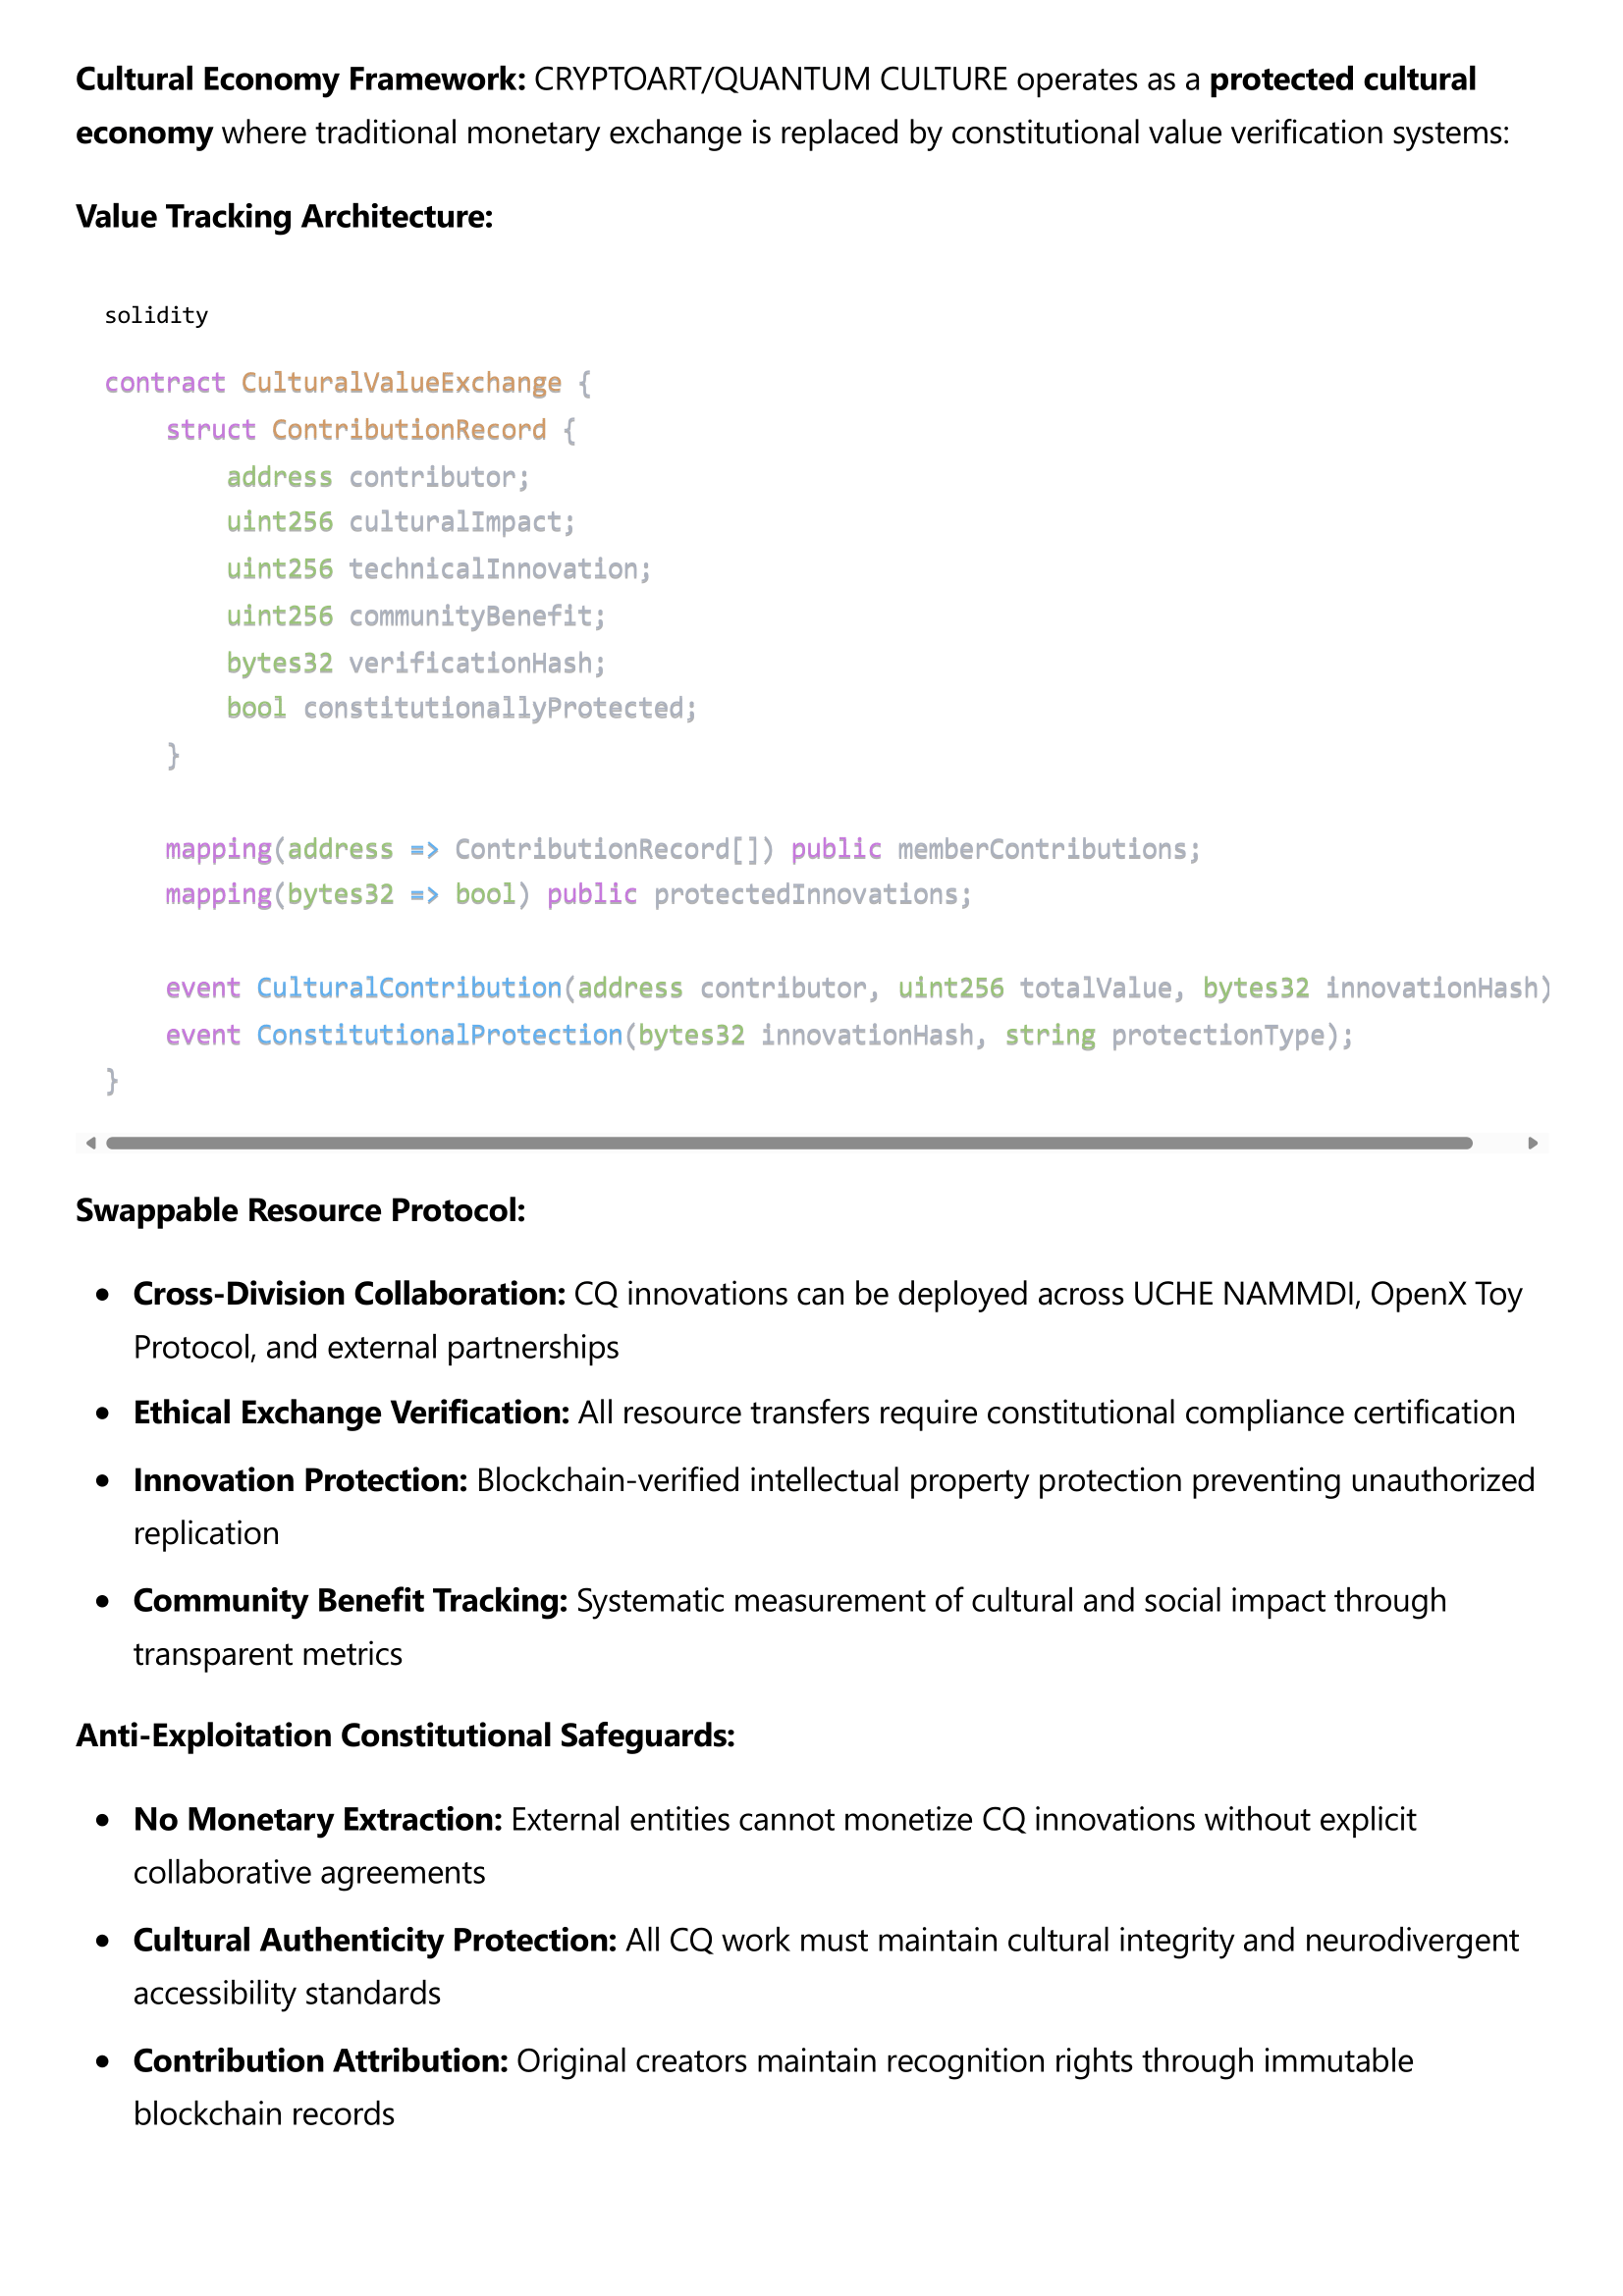 Cultural Economy Framework: CRYPTOART/QUANTUM CULTURE operates as a protected cultural
economy where traditional monetary exchange is replaced by constitutional value verification systems:
Value Tracking Architecture:
solidity
contract CulturalValueExchange {
    struct ContributionRecord {
        address contributor;
        uint256 culturalImpact;
        uint256 technicalInnovation;
        uint256 communityBenefit;
        bytes32 verificationHash;
        bool constitutionallyProtected;
    }
    mapping(address => ContributionRecord[]) public memberContributions;
    mapping(bytes32 => bool) public protectedInnovations;
    event CulturalContribution(address contributor, uint256 totalValue, bytes32 innovationHash)
    event ConstitutionalProtection(bytes32 innovationHash, string protectionType);
}
Swappable Resource Protocol:
• Cross-Division Collaboration: CQ innovations can be deployed across UCHE NAMMDI, OpenX Toy
Protocol, and external partnerships
• Ethical Exchange Verification: All resource transfers require constitutional compliance certification
• Innovation Protection: Blockchain-verified intellectual property protection preventing unauthorized
replication
• Community Benefit Tracking: Systematic measurement of cultural and social impact through
transparent metrics
Anti-Exploitation Constitutional Safeguards:
• No Monetary Extraction: External entities cannot monetize CQ innovations without explicit
collaborative agreements
• Cultural Authenticity Protection: All CQ work must maintain cultural integrity and neurodivergent
accessibility standards
• Contribution Attribution: Original creators maintain recognition rights through immutable
blockchain records